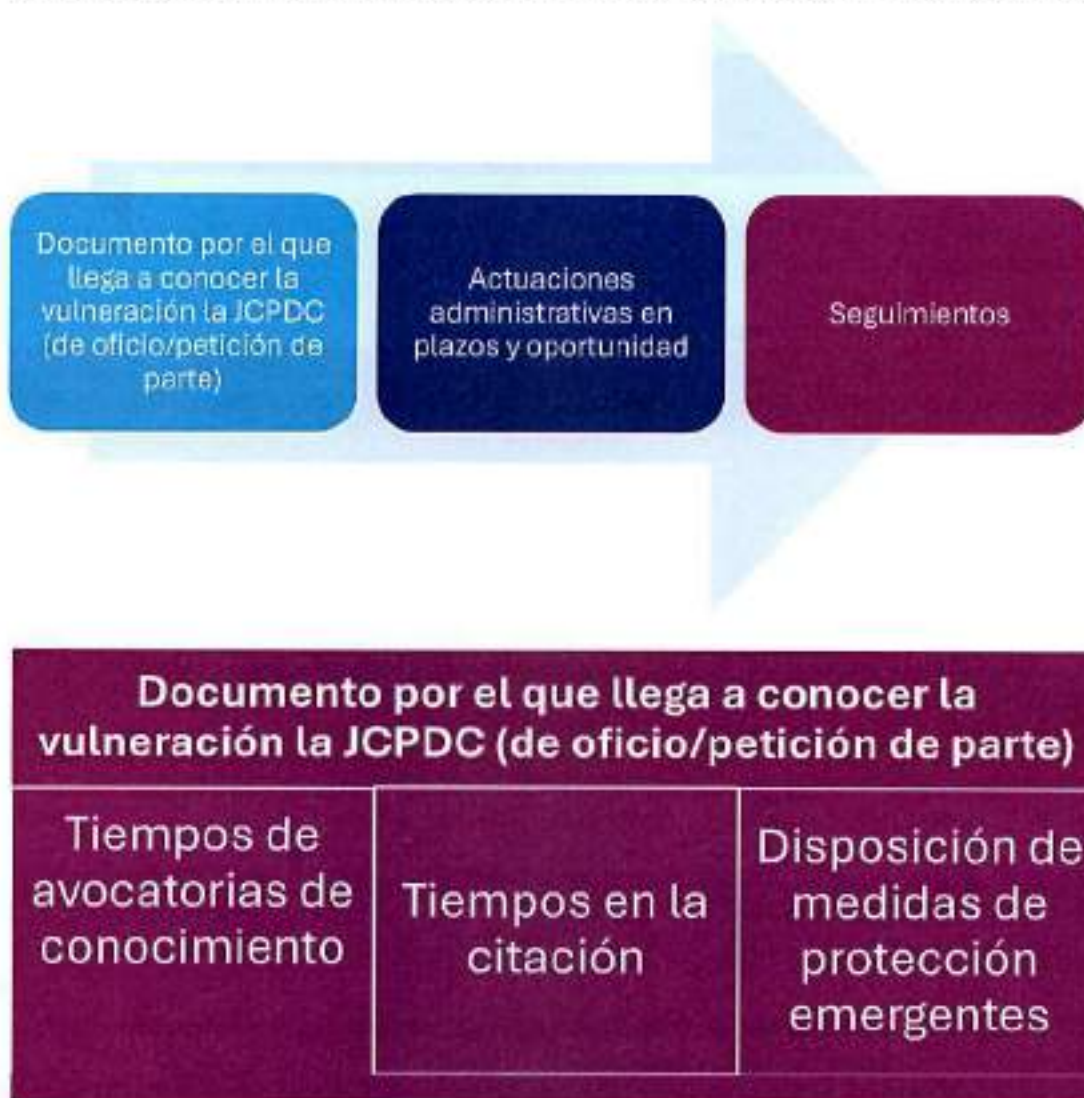 Documento por el que
llega a conocer la
vulneración la JCPDC
(de oficio/petición de
parte)
Actuaciones
administrativas en
plazos y oportunidad
Seguimientos
Documento por el que llega a conocer la
vulneración la JCPDC (de oficio/petición de parte)
Tiempos de
avocatorias de
conocimiento
Tiempos en la
citación
Disposición de
medidas de
protección
emergentes